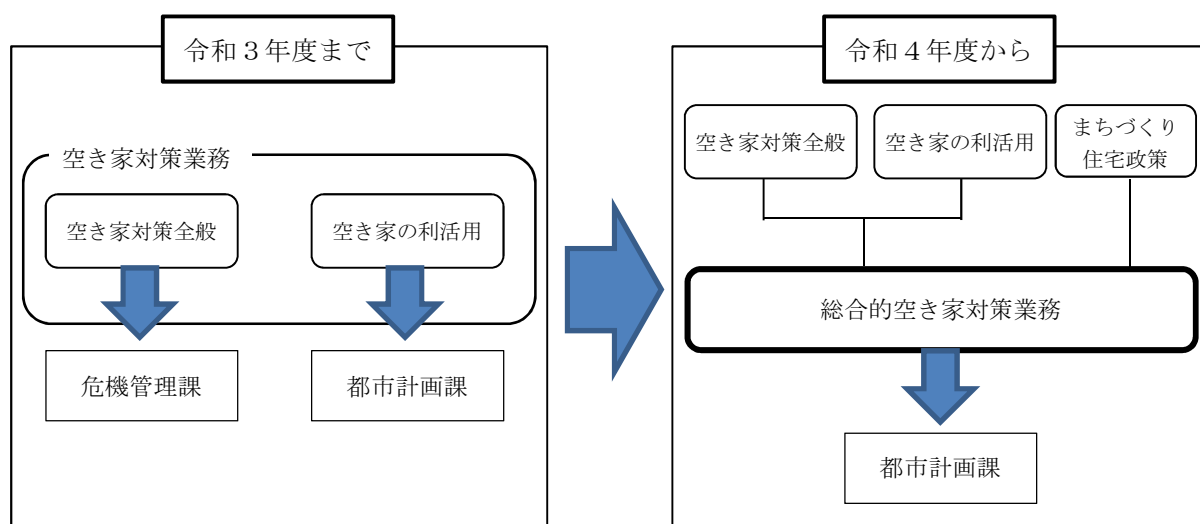 令和３年度まで
空き家対策業務
空き家対策全般
空き家の利活用
危機管理課
都市計画課
令和４年度から
空き家対策全般
空き家の利活用
まちづくり
住宅政策
総合的空き家対策業務
都市計画課